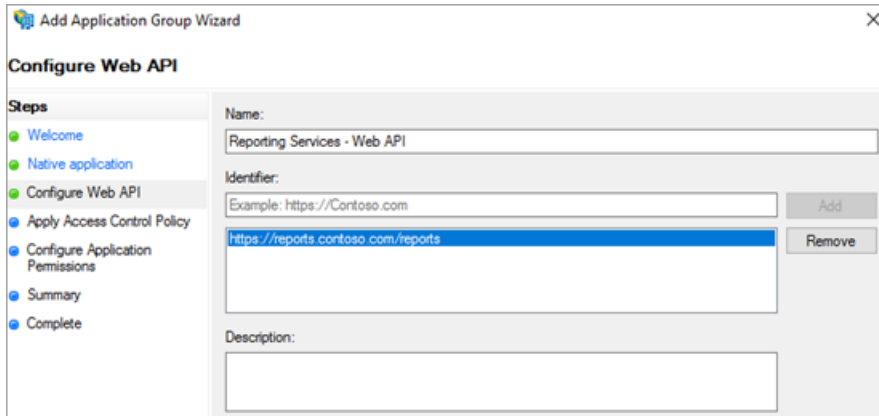 Add Application Group Wizard
Configure Web API
Steps
Welcome
Native application
Configure Web API
Apply Access Control Policy
Configure Application
Permissions
Summary
Complete
Name:
Reporting Services - Web API
Identifier:
Example: https://Contoso.com
Add
https://reports.contoso.com/reports
Remove
Description: